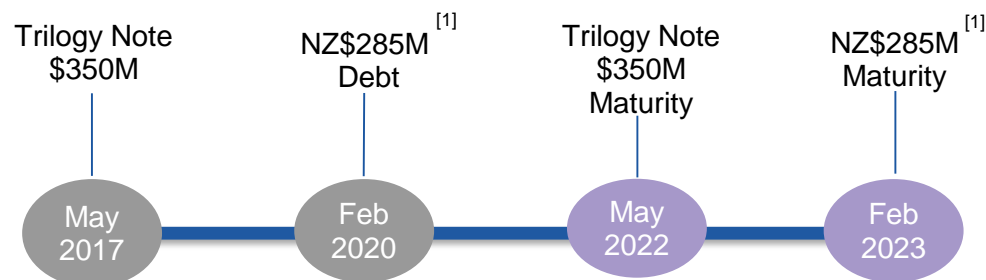 Trilogy Note
$350M
NZ$285M [1]
Debt
Trilogy Note
$350M
Maturity
NZ$285M [1]
Maturity
May
2017
Feb
2020
May
2022
Feb
2023